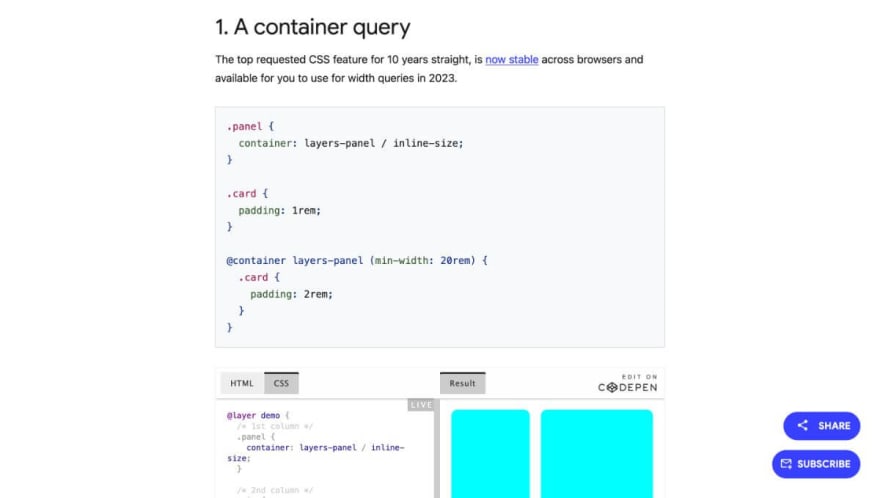 1. A container query
The top requested CSS feature for 10 years straight, is now stable across browsers and
available for you to use for width queries in 2023.
.panel {
  container: layers-panel / inline-size;
}
.card {
  padding: 1rem;
}
@container layers-panel (min-width: 20rem) {
  .card {
    padding: 2rem;
  }
}
HTML CSS Result EDIT ON
CODEPEN
LIVE
@layer demo {
  /* 1st column */
  .panel {
    container: layers-panel / inline-
size;
  }
  /* 2nd column */
SHARE
SUBSCRIBE